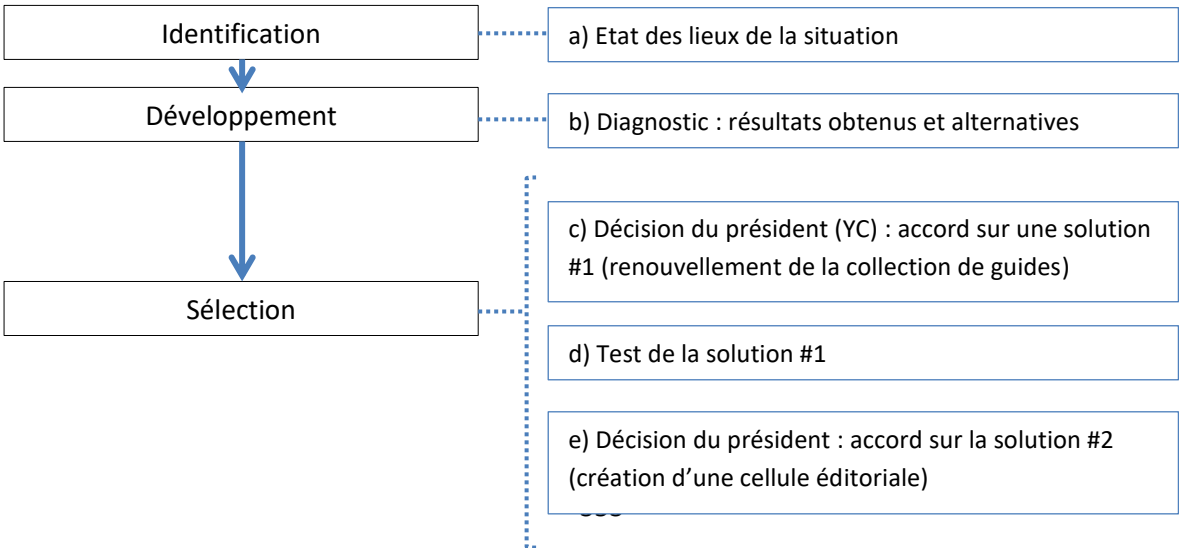 Identification
a) Etat des lieux de la situation
Développement
b) Diagnostic : résultats obtenus et alternatives
c) Décision du président (YC) : accord sur une solution
#1 (renouvellement de la collection de guides)
Sélection
d) Test de la solution #1
e) Décision du président : accord sur la solution #2
(création d’une cellule éditoriale)